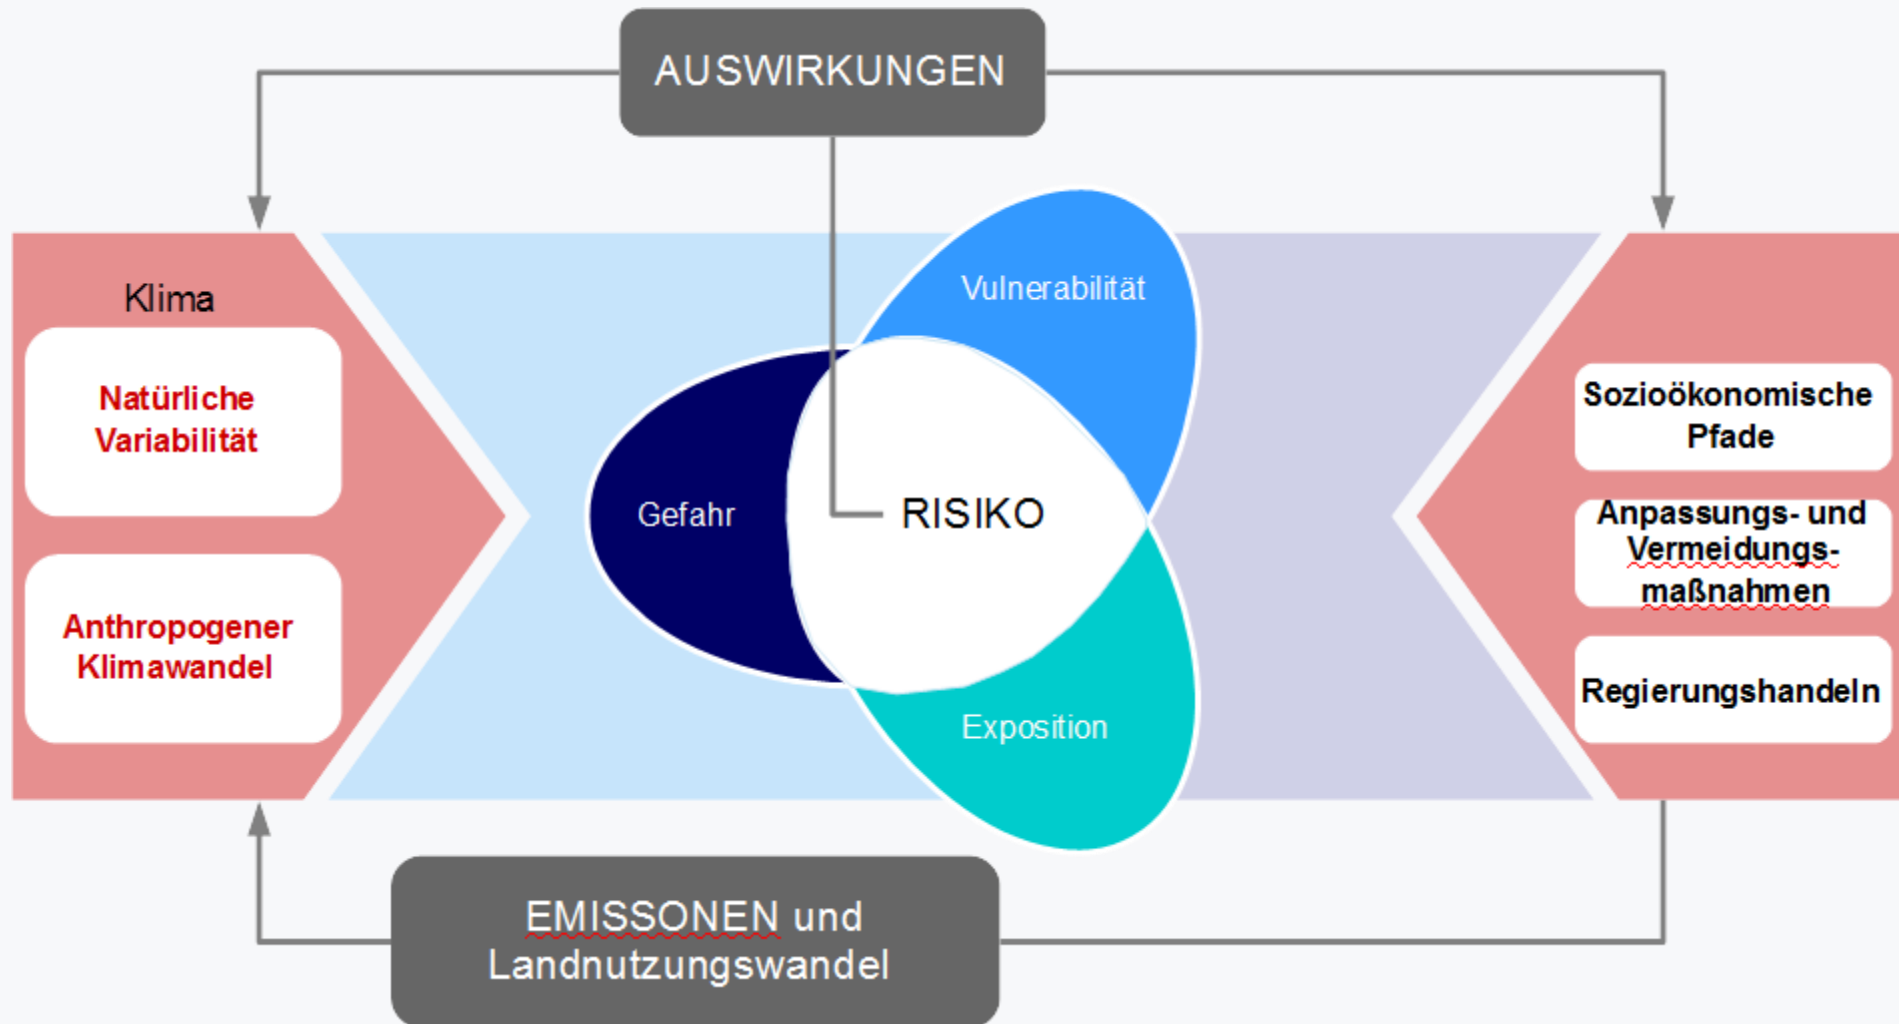 AUSWIRKUNGEN
Klima
Natürliche
Variabilität
Anthropogener
Klimawandel
Vulnerabilität
Gefahr
RISIKO
Exposition
Sozioökonomische
Pfade
Anpassungs- und
Vermeidungs-
maßnahmen
Regierungshandeln
EMISSONEN und
Landnutzungswandel